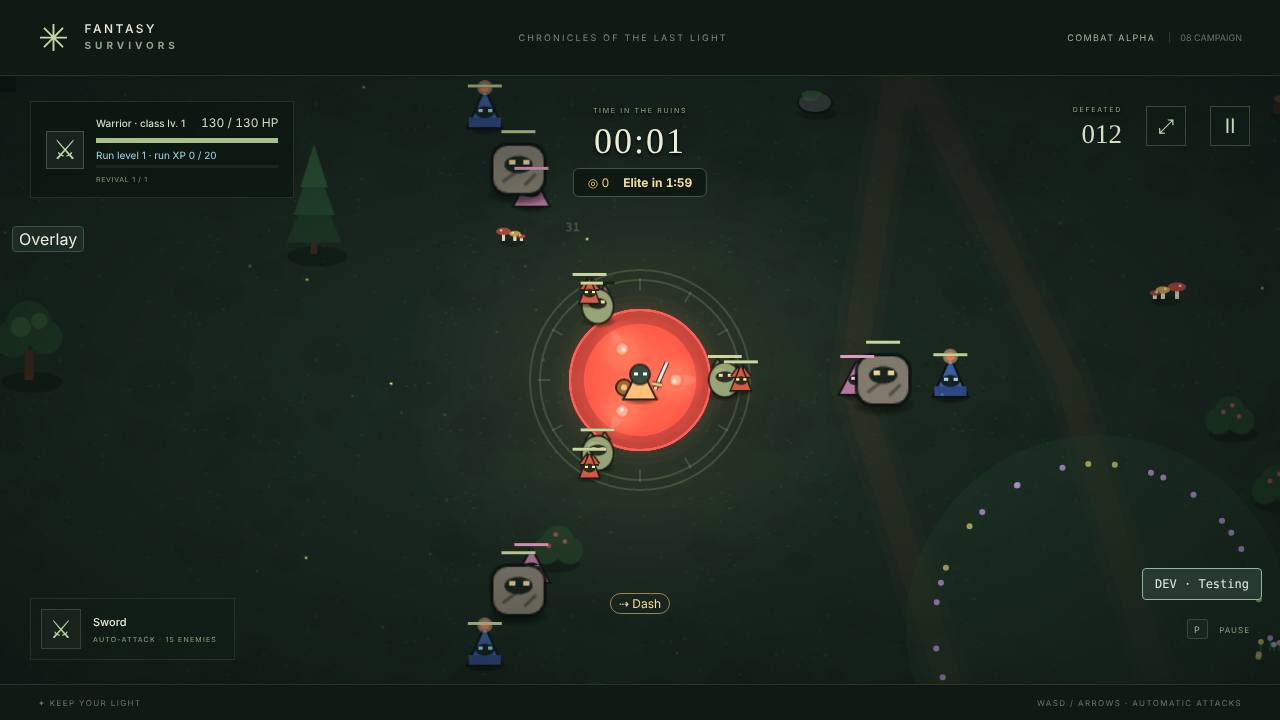 FANTASY
SURVIVORS
CHRONICLES OF THE LAST LIGHT
COMBAT ALPHA
08 CAMPAIGN
Warrior · class lv. 1
130 / 130 HP
Run level 1 · run XP 0 / 20
REVIVAL 1 / 1
TIME IN THE RUINS
00:01
◎ 0 Elite in 1:59
DEFEATED
012
Overlay
31
⇢ Dash
DEV · Testing
Sword
AUTO-ATTACK · 15 ENEMIES
P PAUSE
✦ KEEP YOUR LIGHT
WASD / ARROWS · AUTOMATIC ATTACKS